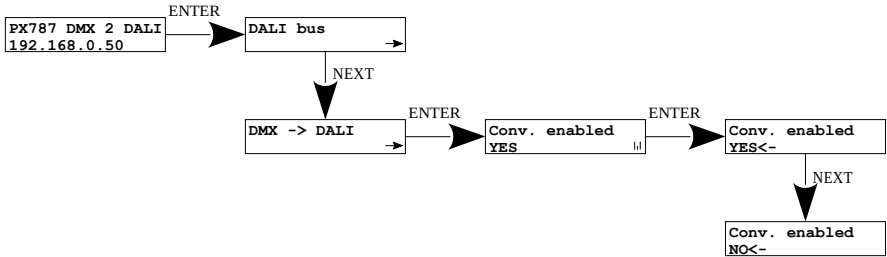 ENTER
PX787 DMX 2 DALI
192.168.0.50
DALI bus
NEXT
DMX -> DALI
ENTER
Conv. enabled
YES
ENTER
Conv. enabled
YES<-
NEXT
Conv. enabled
NO<-